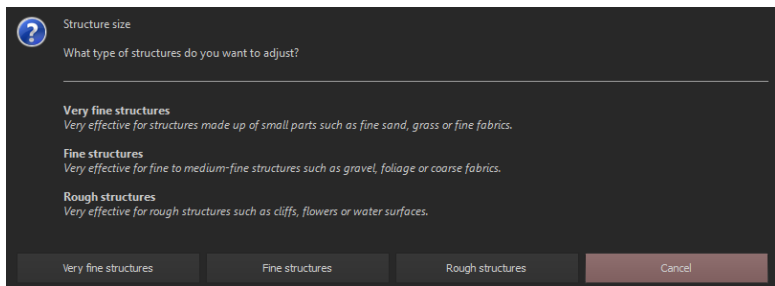 Structure size
What type of structures do you want to adjust?
Very fine structures
Very effective for structures made up of small parts such as fine sand, grass or fine fabrics.
Fine structures
Very effective for fine to medium-fine structures such as gravel, foliage or coarse fabrics.
Rough structures
Very effective for rough structures such as cliffs, flowers or water surfaces.
Very fine structures
Fine structures
Rough structures
Cancel